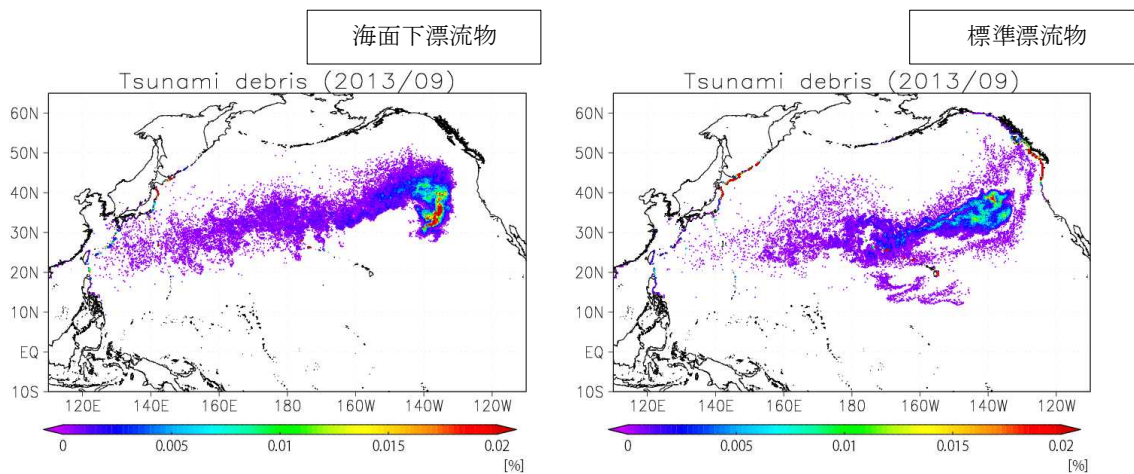 海面下漂流物
標準漂流物
Tsunami debris (2013/09)
Tsunami debris (2013/09)
60N
50N
40N
30N
20N
10N
EQ
10S
120E 140E 160E 180 160W 140W 120W
0 0.005 0.01 0.015 0.02
[%]
60N
50N
40N
30N
20N
10N
EQ
10S
120E 140E 160E 180 160W 140W 120W
0 0.005 0.01 0.015 0.02
[%]